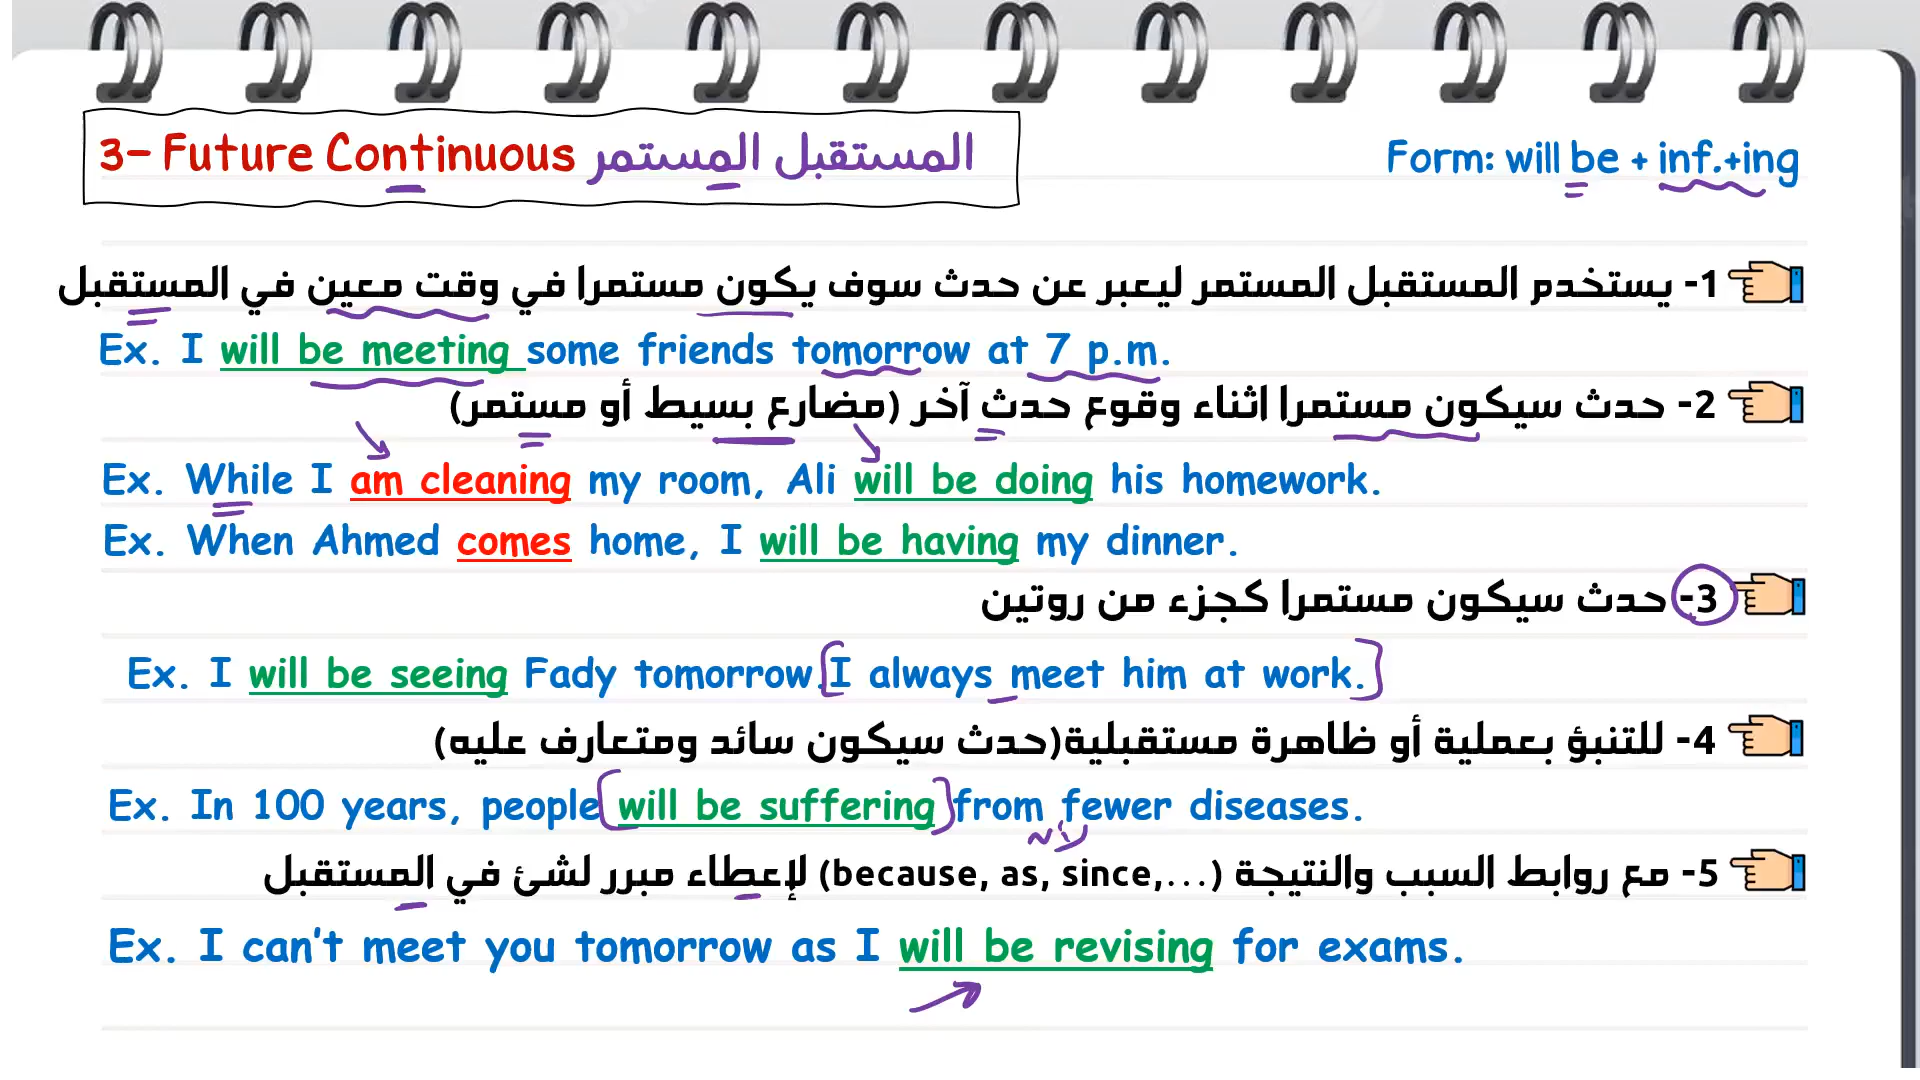 3- Future Continuous المستقبل المستمر
Form: will be + inf.+ing
1- يستخدم المستقبل المستمر ليعبر عن حدث سوف يكون مستمرا في وقت معين في المستقبل
Ex. I will be meeting some friends tomorrow at 7 p.m.
2- حدث سيكون مستمرا اثناء وقوع حدث آخر (مضارع بسيط أو مستمر)
Ex. While I am cleaning my room, Ali will be doing his homework.
Ex. When Ahmed comes home, I will be having my dinner.
3- حدث سيكون مستمرا كجزء من روتين
Ex. I will be seeing Fady tomorrow. I always meet him at work.
4- للتنبؤ بعملية أو ظاهرة مستقبلية(حدث سيكون سائد ومتعارف عليه)
Ex. In 100 years, people will be suffering from fewer diseases.
5- مع روابط السبب والنتيجة (because, as, since,...) لإعطاء مبرر لشئ في المستقبل
Ex. I can't meet you tomorrow as I will be revising for exams.